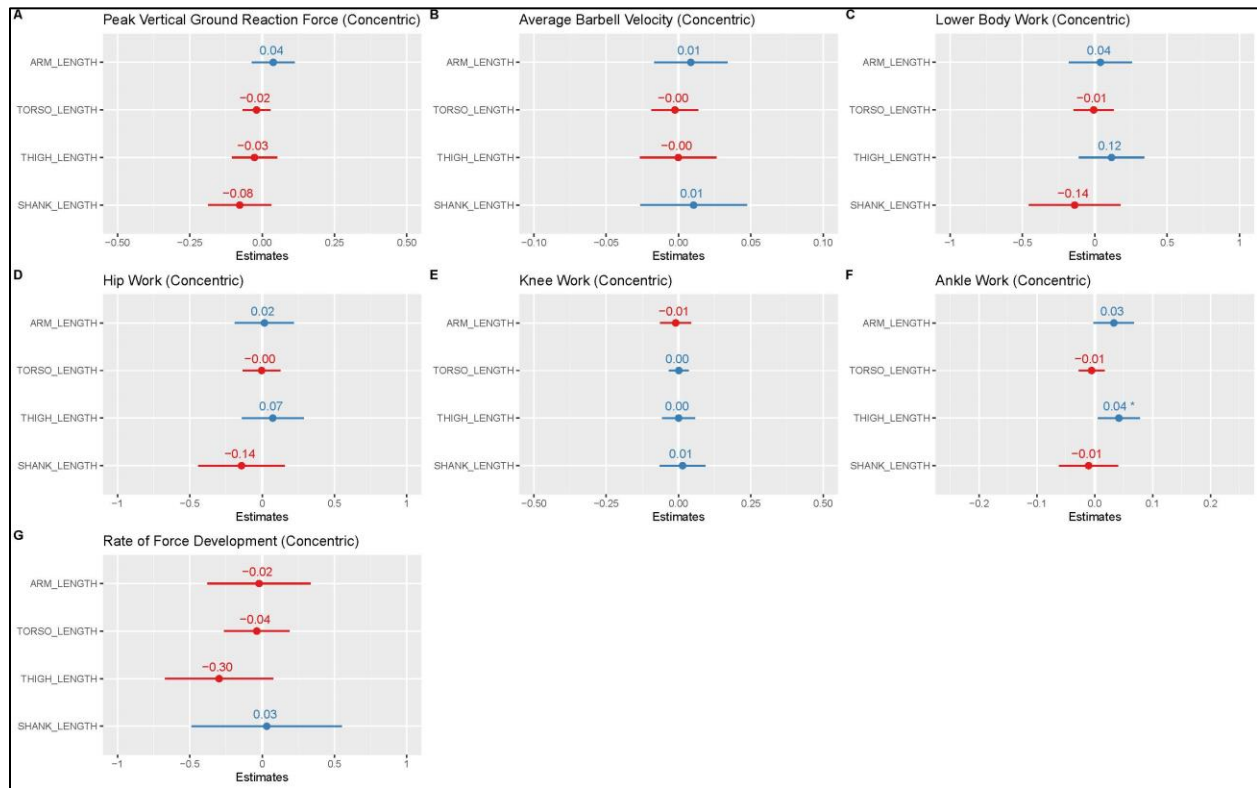 A
Peak Vertical Ground Reaction Force (Concentric)
ARM_LENGTH
0.04
TORSO_LENGTH
−0.02
THIGH_LENGTH
−0.03
SHANK_LENGTH
−0.08
−0.50 −0.25 0.00 0.25 0.50
Estimates
B
Average Barbell Velocity (Concentric)
ARM_LENGTH
0.01
TORSO_LENGTH
−0.00
THIGH_LENGTH
−0.00
SHANK_LENGTH
0.01
−0.10 −0.05 0.00 0.05 0.10
Estimates
C
Lower Body Work (Concentric)
ARM_LENGTH
0.04
TORSO_LENGTH
−0.01
THIGH_LENGTH
0.12
SHANK_LENGTH
−0.14
−1 −0.5 0 0.5 1
Estimates
D
Hip Work (Concentric)
ARM_LENGTH
0.02
TORSO_LENGTH
−0.00
THIGH_LENGTH
0.07
SHANK_LENGTH
−0.14
−1 −0.5 0 0.5 1
Estimates
E
Knee Work (Concentric)
ARM_LENGTH
−0.01
TORSO_LENGTH
0.00
THIGH_LENGTH
0.00
SHANK_LENGTH
0.01
−0.50 −0.25 0.00 0.25 0.50
Estimates
F
Ankle Work (Concentric)
ARM_LENGTH
0.03
TORSO_LENGTH
−0.01
THIGH_LENGTH
0.04 *
SHANK_LENGTH
−0.01
−0.2 −0.1 0.0 0.1 0.2
Estimates
G
Rate of Force Development (Concentric)
ARM_LENGTH
−0.02
TORSO_LENGTH
−0.04
THIGH_LENGTH
−0.30
SHANK_LENGTH
0.03
−1 −0.5 0 0.5 1
Estimates